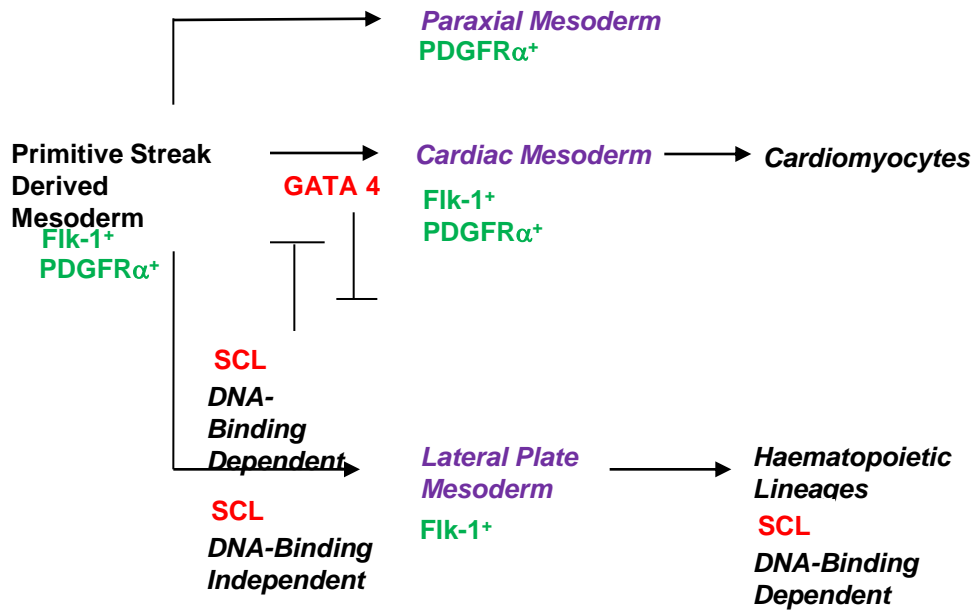 Paraxial Mesoderm
PDGFRα⁺
Primitive Streak
Derived
Mesoderm
Flk-1⁺
PDGFRα⁺
GATA 4
Cardiac Mesoderm
Flk-1⁺
PDGFRα⁺
Cardiomyocytes
SCL
DNA-
Binding
Dependent
SCL
DNA-Binding
Independent
Lateral Plate
Mesoderm
Flk-1⁺
Haematopoietic
Lineages
SCL
DNA-Binding
Dependent